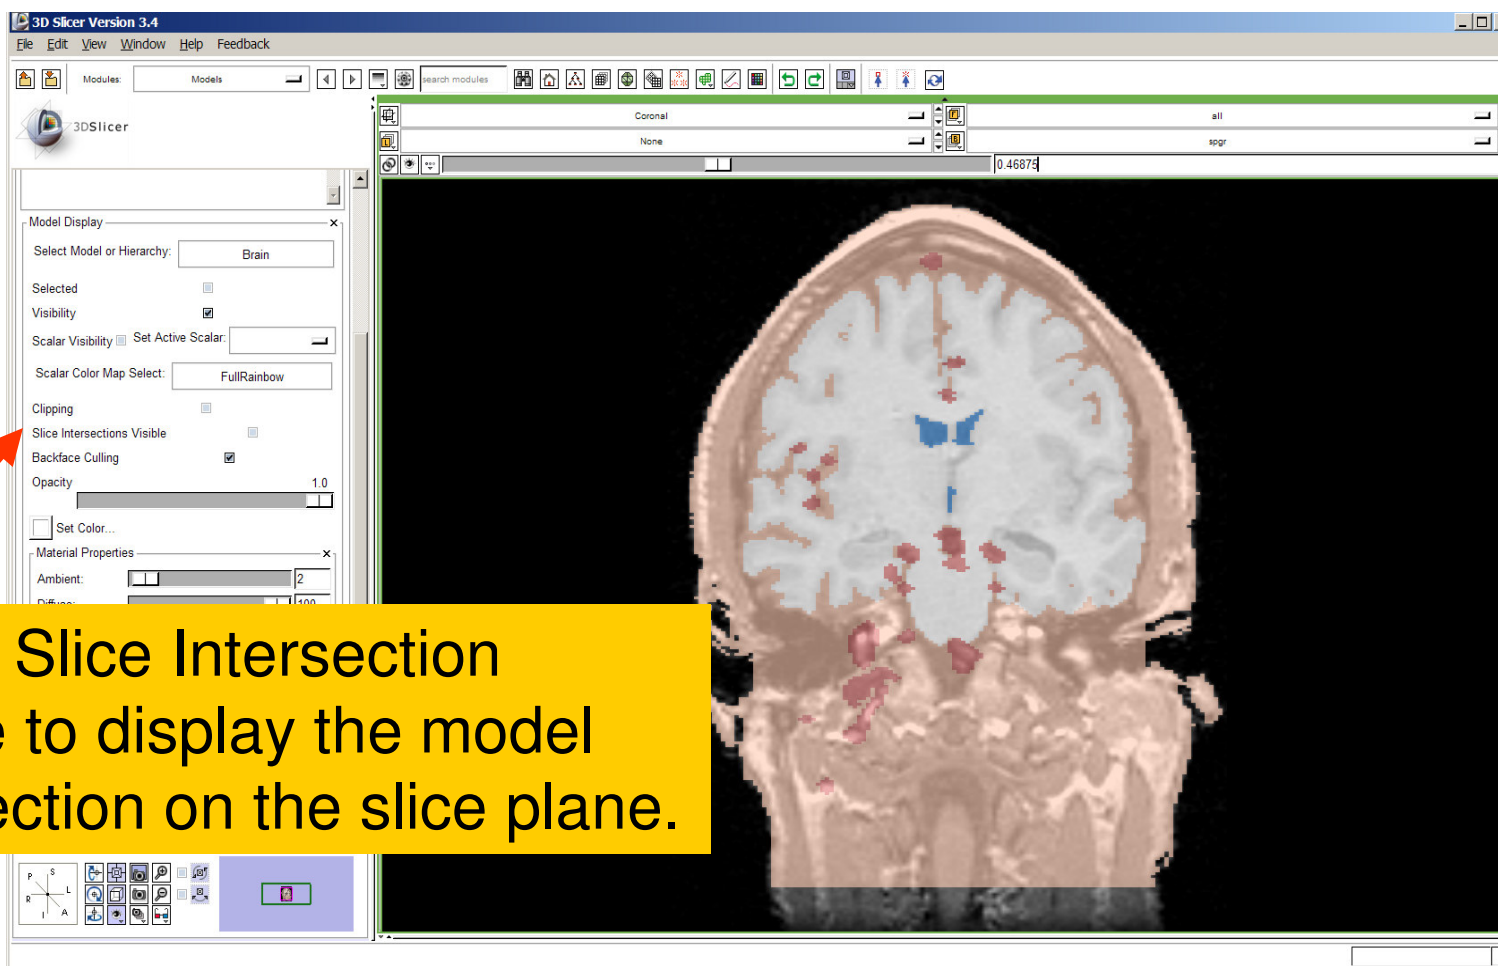 3D Slicer Version 3.4
File Edit View Window Help Feedback
Modules: Models search modules
3DSlicer
Coronal all
None spgr
0.46875
Model Display
Select Model or Hierarchy: Brain
Selected
Visibility
Scalar Visibility Set Active Scalar:
Scalar Color Map Select: FullRainbow
Clipping
Slice Intersections Visible
Backface Culling
Opacity 1.0
Set Color...
Material Properties
Ambient: 2
Diffuse: 100
Slice Intersection
e to display the model
ection on the slice plane.
P S
R L
I A